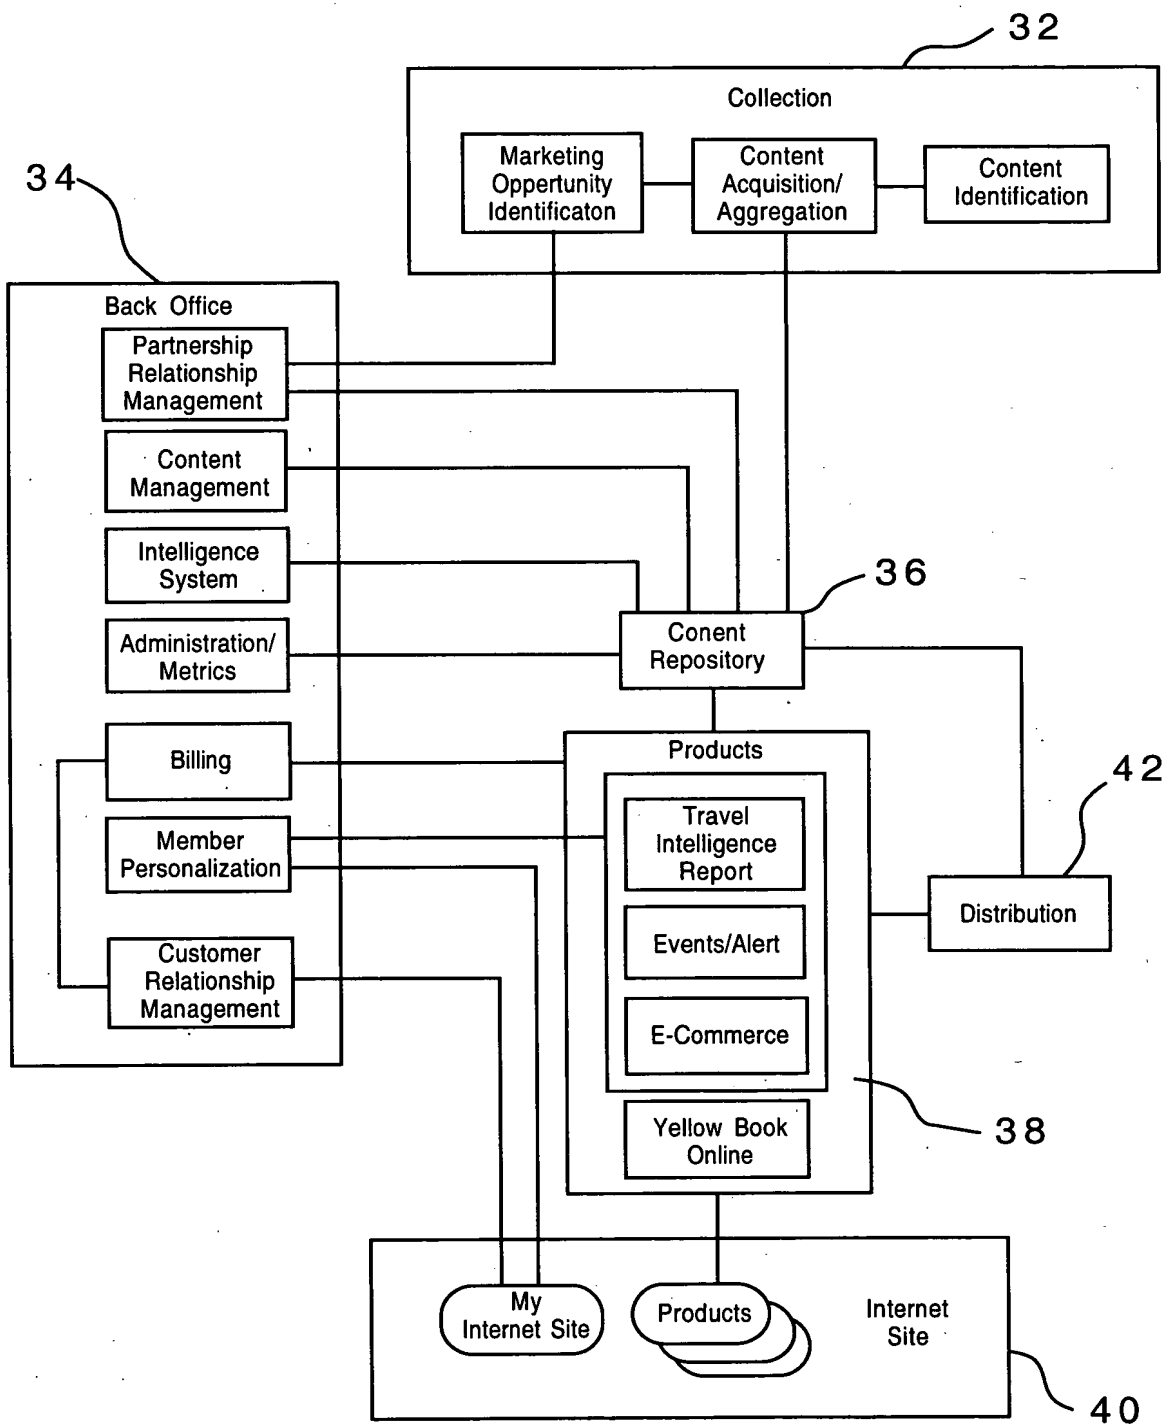 32
Collection
Marketing
Oppertunity
Identificaton
Content
Acquisition/
Aggregation
Content
Identification
34
Back Office
Partnership
Relationship
Management
Content
Management
Intelligence
System
Administration/
Metrics
Billing
Member
Personalization
Customer
Relationship
Management
36
Conent
Repository
Products
Travel
Intelligence
Report
Events/Alert
E-Commerce
Yellow Book
Online
38
42
Distribution
My
Internet Site
Products
Internet
Site
40